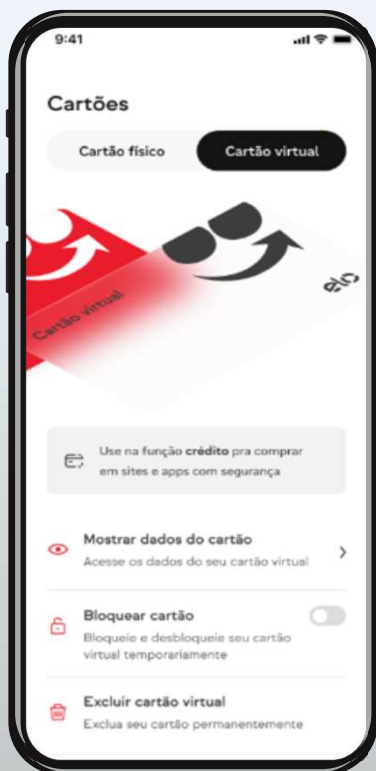 9:41
Cartões
Cartão físico
Cartão virtual
elo
Cartão virtual
Use na função crédito pra comprar
em sites e apps com segurança
Mostrar dados do cartão
Acesse os dados do seu cartão virtual
Bloquear cartão
Bloqueie e desbloqueie seu cartão
virtual temporariamente
Excluir cartão virtual
Exclua seu cartão permanentemente